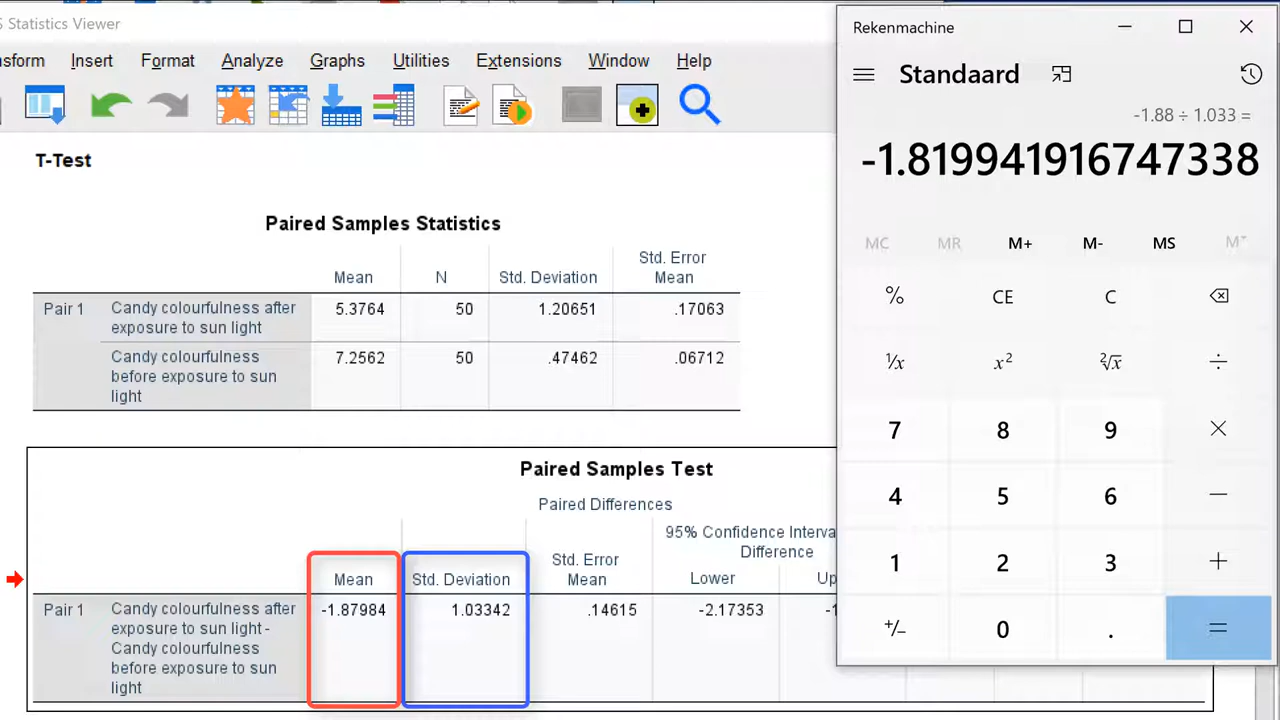 S Statistics Viewer
sform Insert Format Analyze Graphs Utilities Extensions Window Help
T-Test
Paired Samples Statistics
Mean N Std. Deviation Std. Error Mean
Pair 1 Candy colourfulness after exposure to sun light 5.3764 50 1.20651 .17063
Candy colourfulness before exposure to sun light 7.2562 50 .47462 .06712
Paired Samples Test
Paired Differences
95% Confidence Interva
Difference
Mean Std. Deviation Std. Error Mean Lower Up
Pair 1 Candy colourfulness after exposure to sun light - Candy colourfulness before exposure to sun light -1.87984 1.03342 .14615 -2.17353 -1
Rekenmachine
Standaard
-1.88 ÷ 1.033 =
-1.819941916747338
MC MR M+ M- MS M˅
% CE C
¹/x x² ²√x ÷
7 8 9 ×
4 5 6 −
1 2 3 +
+/− 0 . =